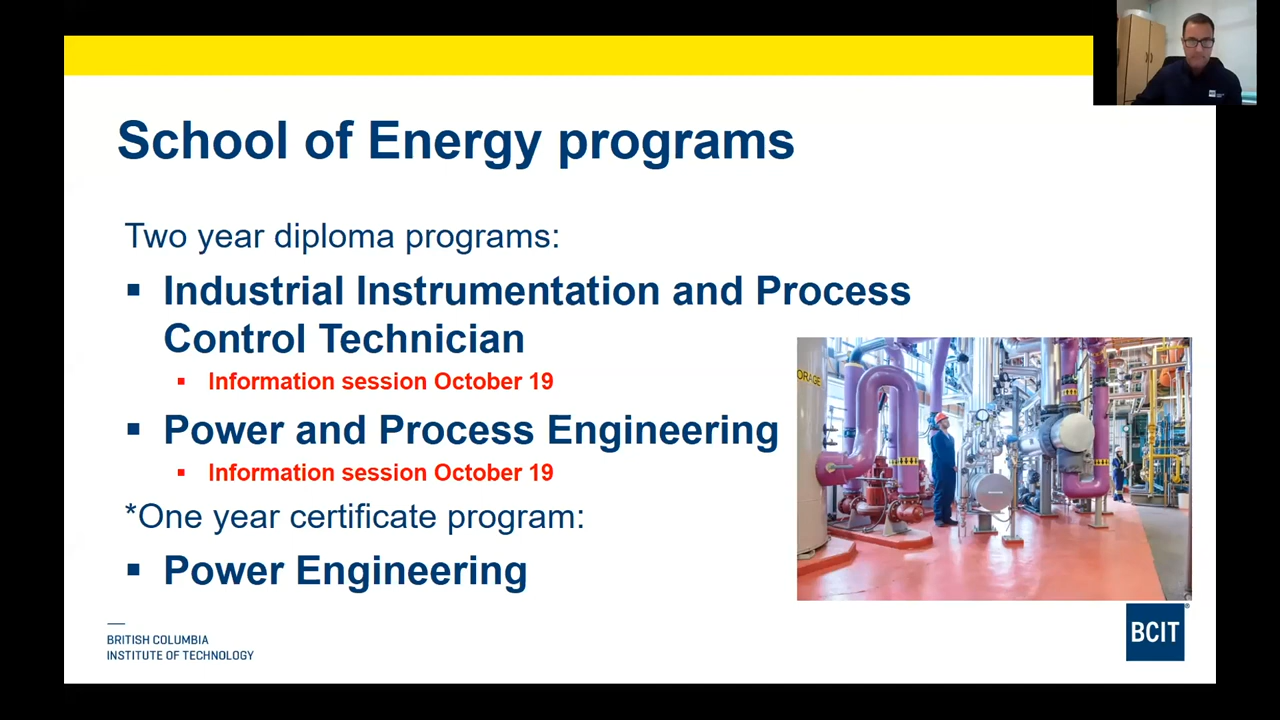 School of Energy programs
Two year diploma programs:
Industrial Instrumentation and Process
Control Technician
Information session October 19
Power and Process Engineering
Information session October 19
*One year certificate program:
Power Engineering
ORAGE
BRITISH COLUMBIA
INSTITUTE OF TECHNOLOGY
BCIT